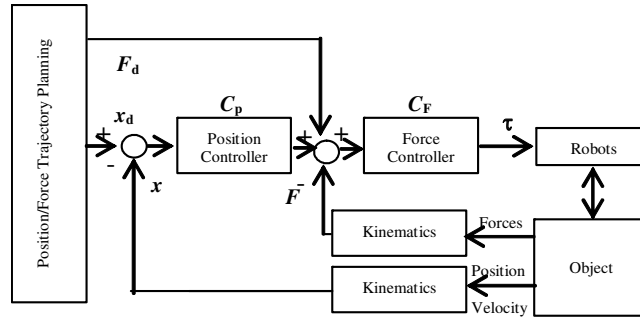 Position/Force Trajectory Planning
F_d
x_d
+
-
x
C_p
Position
Controller
+
+
-
F
C_F
Force
Controller
τ
Robots
Kinematics
Forces
Kinematics
Position
Velocity
Object